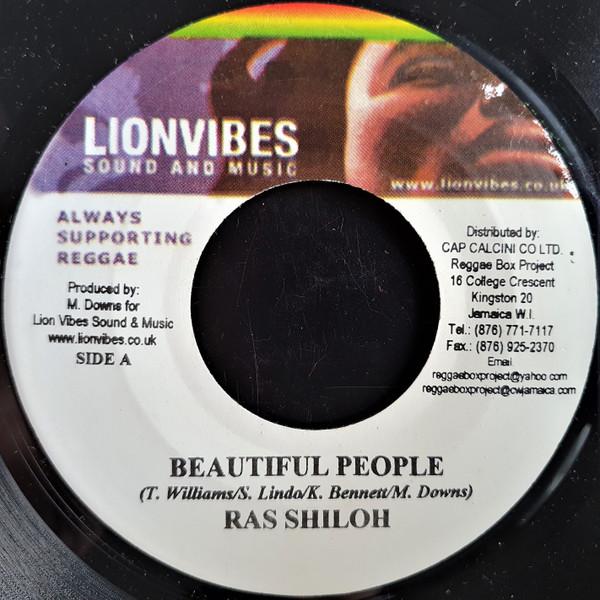 LIONVIBES
SOUND AND MUSIC
www.lionvibes.co.uk
ALWAYS
SUPPORTING
REGGAE
Produced by:
M. Downs for
Lion Vibes Sound & Music
www.lionvibes.co.uk
SIDE A
Distributed by:
CAP CALCINI CO LTD.
Reggae Box Project
16 College Crescent
Kingston 20
Jamaica W.I.
Tel.: (876) 771-7117
Fax.: (876) 925-2370
Email
reggaeboxproject@yahoo com
reggaeboxproject@cwjamaica.com
BEAUTIFUL PEOPLE
(T. Williams/S. Lindo/K. Bennett/M. Downs)
RAS SHILOH